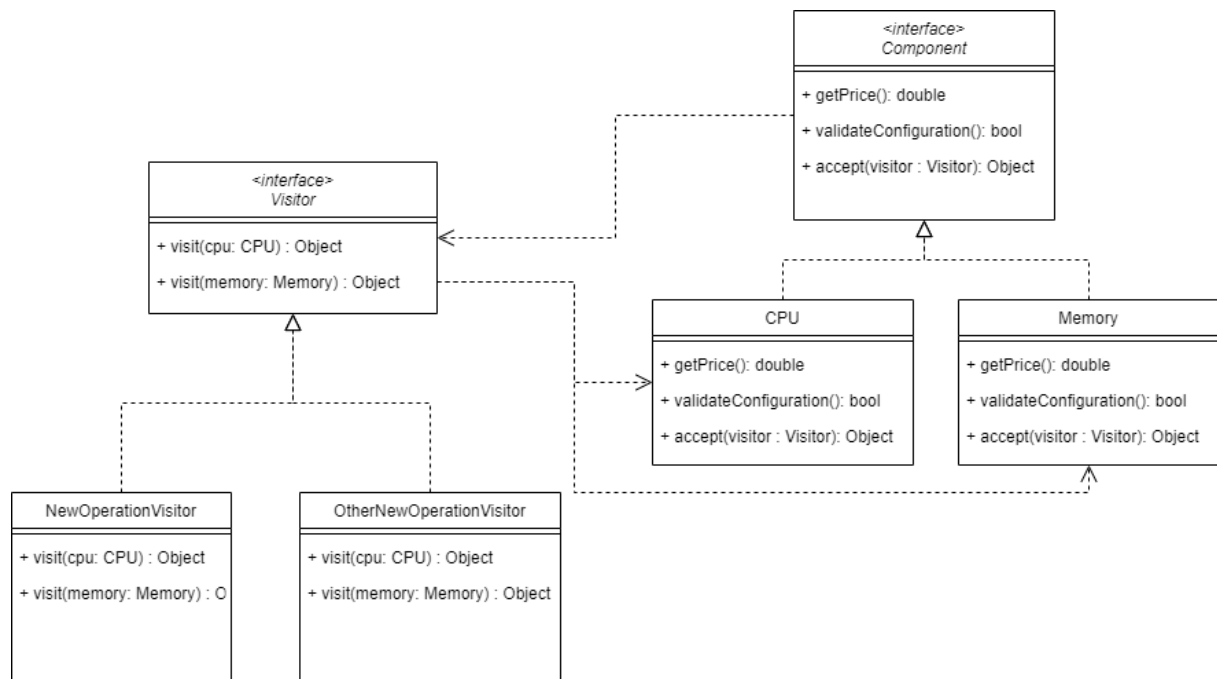 <interface>
Component
+ getPrice(): double
+ validateConfiguration(): bool
+ accept(visitor : Visitor): Object
<interface>
Visitor
+ visit(cpu: CPU) : Object
+ visit(memory: Memory) : Object
CPU
+ getPrice(): double
+ validateConfiguration(): bool
+ accept(visitor : Visitor): Object
Memory
+ getPrice(): double
+ validateConfiguration(): bool
+ accept(visitor : Visitor): Object
NewOperationVisitor
+ visit(cpu: CPU) : Object
+ visit(memory: Memory) : O
OtherNewOperationVisitor
+ visit(cpu: CPU) : Object
+ visit(memory: Memory) : Object